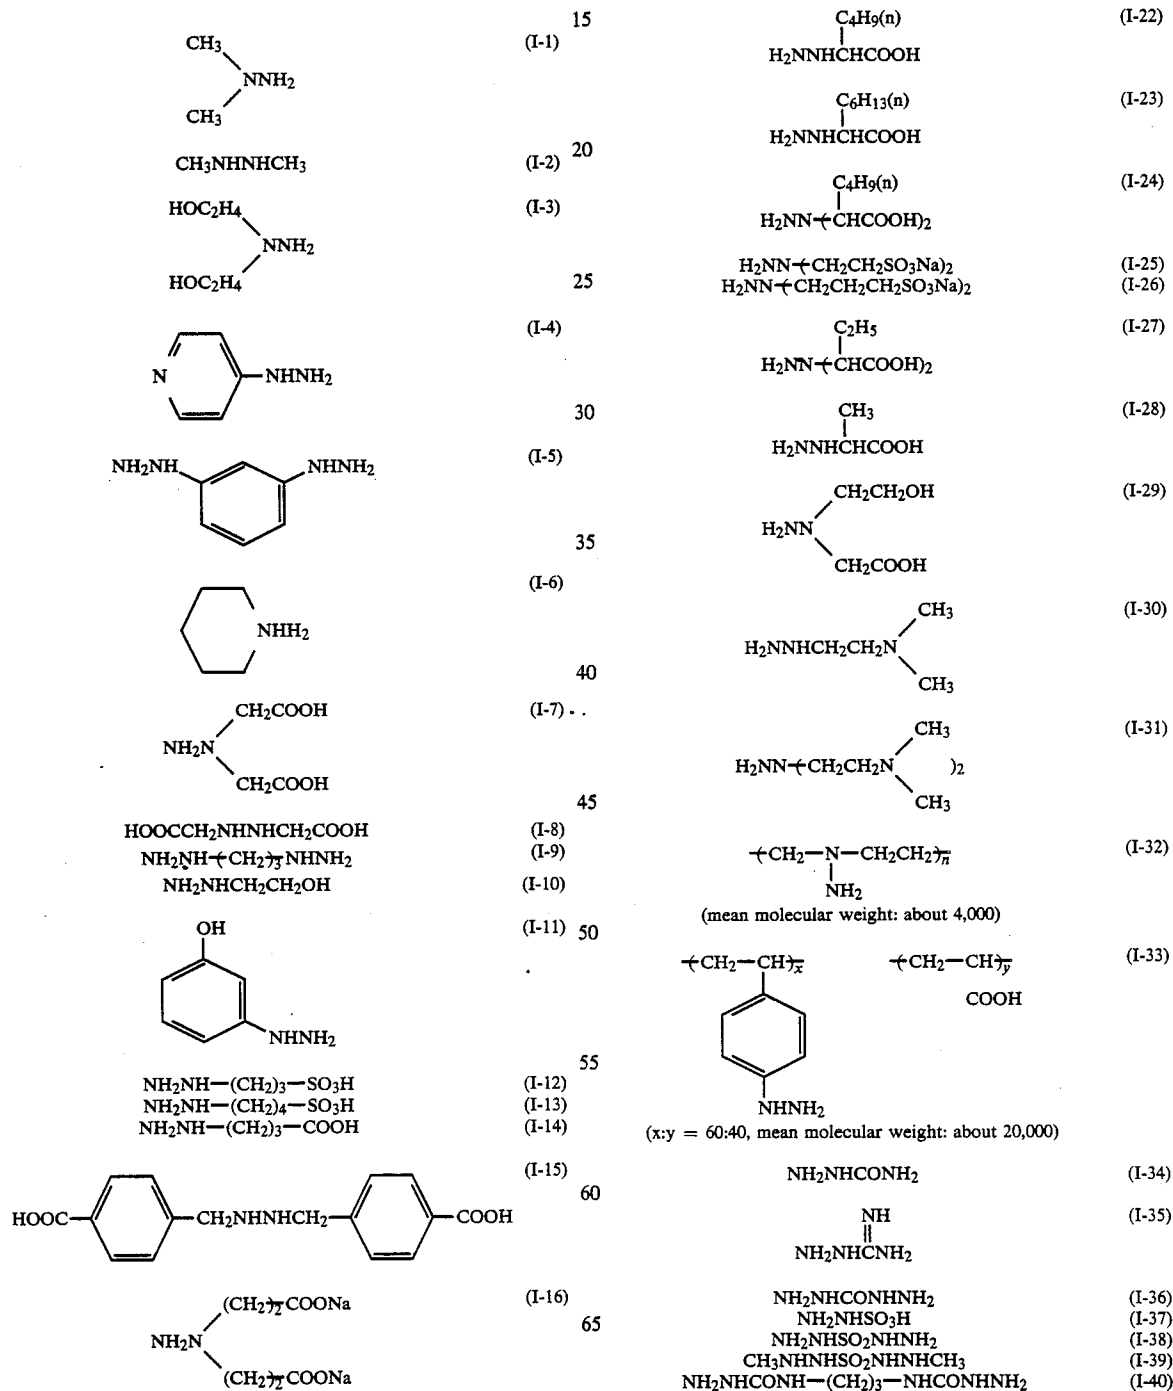 CH3
NNH2
CH3
(I-1)
CH3NHNHCH3 (I-2)
HOC2H4
NNH2
HOC2H4
(I-3)
N
NHNH2
(I-4)
NH2NH
NHNH2
(I-5)
NHH2
(I-6)
CH2COOH
NH2N
CH2COOH
(I-7)
HOOCCH2NHNHCH2COOH (I-8)
NH2NH-(CH2)3-NHNH2 (I-9)
NH2NHCH2CH2OH (I-10)
OH
NHNH2
(I-11)
NH2NH—(CH2)3—SO3H (I-12)
NH2NH—(CH2)4—SO3H (I-13)
NH2NH—(CH2)3—COOH (I-14)
HOOC
CH2NHNHCH2
COOH
(I-15)
(CH2)2COONa
NH2N
(CH2)2COONa
(I-16)
15
20
25
30
35
40
45
50
55
60
65
C4H9(n)
H2NNHCHCOOH
(I-22)
C6H13(n)
H2NNHCHCOOH
(I-23)
C4H9(n)
H2NN-(CHCOOH)2
(I-24)
H2NN-(CH2CH2SO3Na)2 (I-25)
H2NN-(CH2CH2CH2SO3Na)2 (I-26)
C2H5
H2NN-(CHCOOH)2
(I-27)
CH3
H2NNHCHCOOH
(I-28)
CH2CH2OH
H2NN
CH2COOH
(I-29)
CH3
H2NNHCH2CH2N
CH3
(I-30)
CH3
H2NN-(CH2CH2N )2
CH3
(I-31)
-(CH2—N—CH2CH2)n
NH2
(I-32)
(mean molecular weight: about 4,000)
-(CH2—CH)x -(CH2—CH)y
COOH
NHNH2
(I-33)
(x:y = 60:40, mean molecular weight: about 20,000)
NH2NHCONH2 (I-34)
NH
NH2NHCNH2
(I-35)
NH2NHCONHNH2 (I-36)
NH2NHSO3H (I-37)
NH2NHSO2NHNH2 (I-38)
CH3NHNHSO2NHNHCH3 (I-39)
NH2NHCONH—(CH2)3—NHCONHNH2 (I-40)